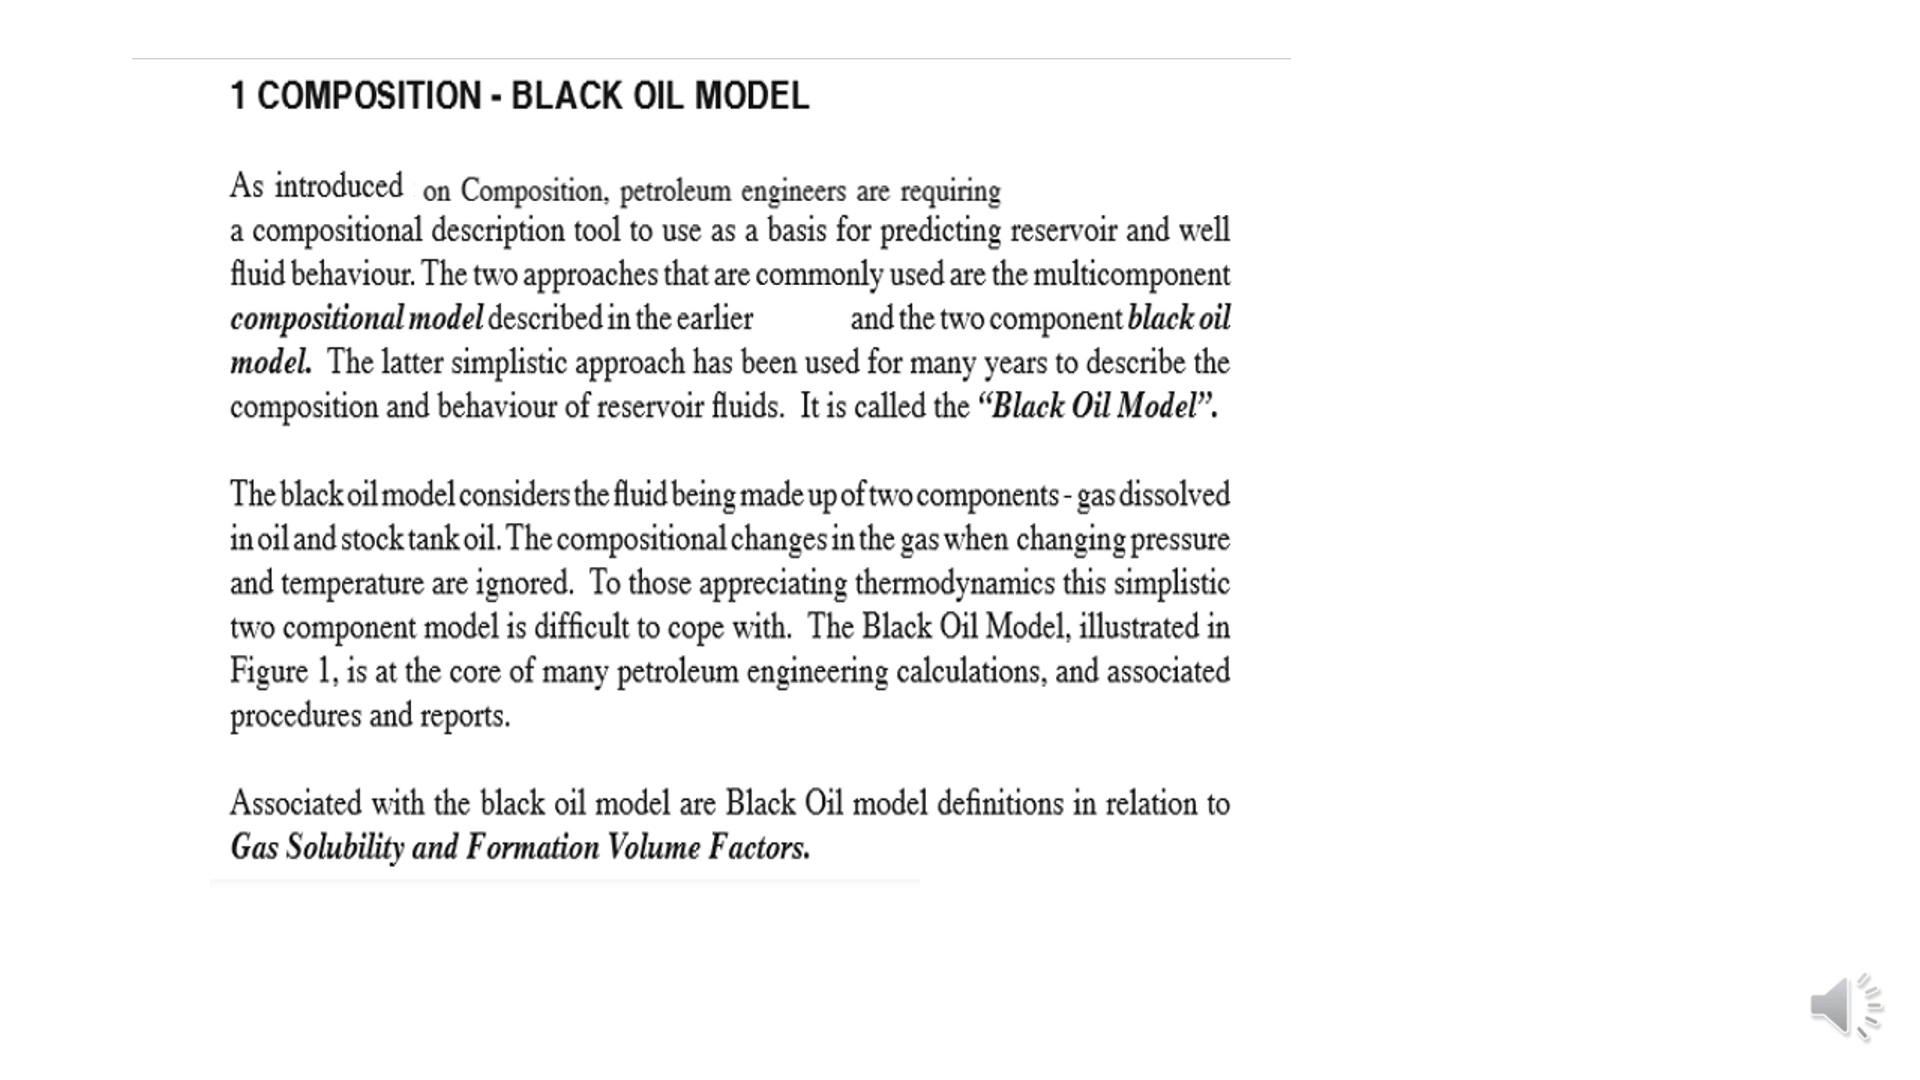 1 COMPOSITION - BLACK OIL MODEL
As introduced on Composition, petroleum engineers are requiring
a compositional description tool to use as a basis for predicting reservoir and well
fluid behaviour. The two approaches that are commonly used are the multicomponent
compositional model described in the earlier and the two component black oil
model. The latter simplistic approach has been used for many years to describe the
composition and behaviour of reservoir fluids. It is called the “Black Oil Model”.
The black oil model considers the fluid being made up of two components - gas dissolved
in oil and stock tank oil. The compositional changes in the gas when changing pressure
and temperature are ignored. To those appreciating thermodynamics this simplistic
two component model is difficult to cope with. The Black Oil Model, illustrated in
Figure 1, is at the core of many petroleum engineering calculations, and associated
procedures and reports.
Associated with the black oil model are Black Oil model definitions in relation to
Gas Solubility and Formation Volume Factors.